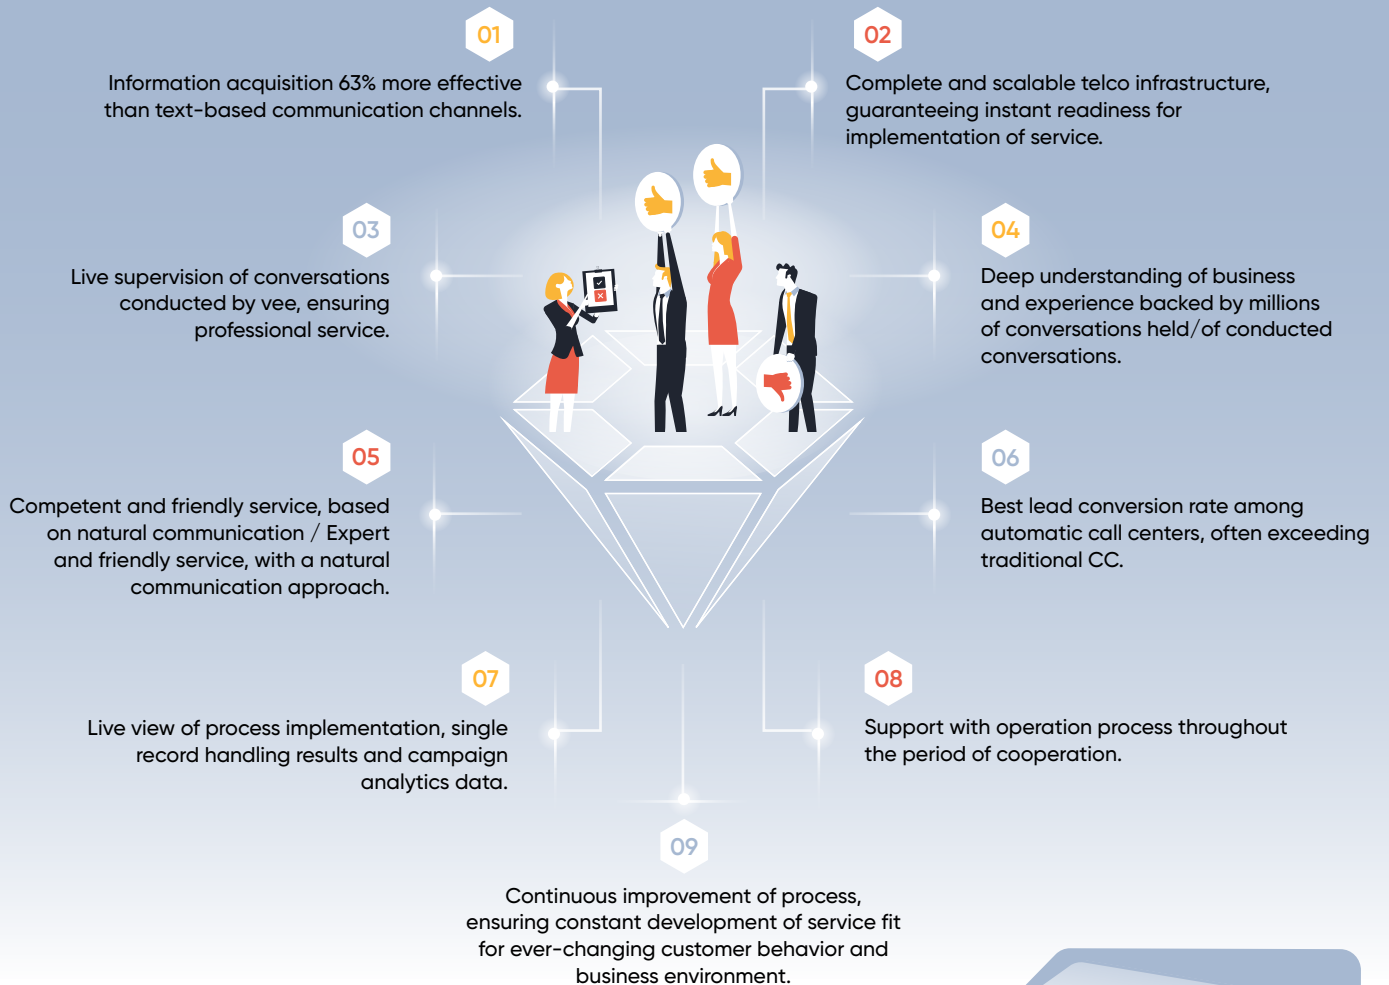 01
Information acquisition 63% more effective
than text-based communication channels.
02
Complete and scalable telco infrastructure,
guaranteeing instant readiness for
implementation of service.
03
Live supervision of conversations
conducted by vee, ensuring
professional service.
04
Deep understanding of business
and experience backed by millions
of conversations held/of conducted
conversations.
05
Competent and friendly service, based
on natural communication / Expert
and friendly service, with a natural
communication approach.
06
Best lead conversion rate among
automatic call centers, often exceeding
traditional CC.
07
Live view of process implementation, single
record handling results and campaign
analytics data.
08
Support with operation process throughout
the period of cooperation.
09
Continuous improvement of process,
ensuring constant development of service fit
for ever-changing customer behavior and
business environment.